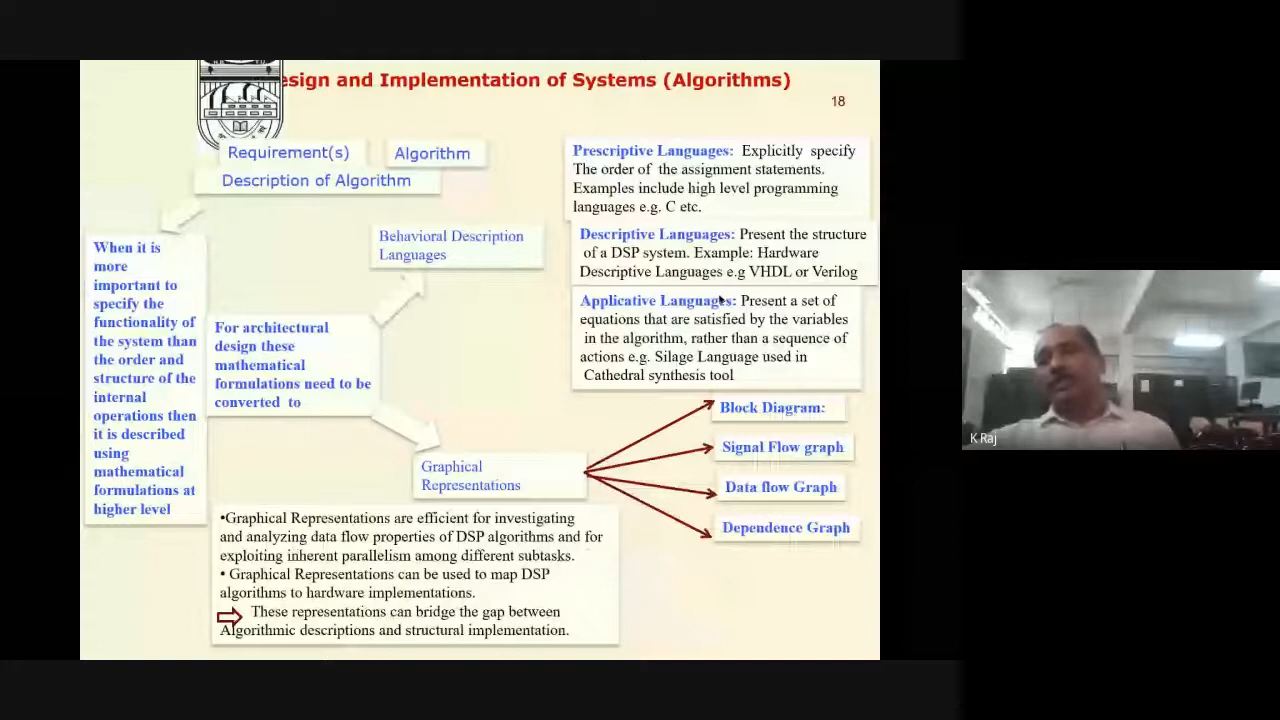 esign and Implementation of Systems (Algorithms)
18
Requirement(s)
Algorithm
Description of Algorithm
When it is
more
important to
specify the
functionality of
the system than
the order and
structure of the
internal
operations then
it is described
using
mathematical
formulations at
higher level
For architectural
design these
mathematical
formulations need to be
converted to
Behavioral Description
Languages
Prescriptive Languages: Explicitly specify
The order of the assignment statements.
Examples include high level programming
languages e.g. C etc.
Descriptive Languages: Present the structure
of a DSP system. Example: Hardware
Descriptive Languages e.g VHDL or Verilog
Applicative Languages: Present a set of
equations that are satisfied by the variables
in the algorithm, rather than a sequence of
actions e.g. Silage Language used in
Cathedral synthesis tool
Graphical
Representations
Block Diagram:
Signal Flow graph
Data flow Graph
Dependence Graph
•Graphical Representations are efficient for investigating
and analyzing data flow properties of DSP algorithms and for
exploiting inherent parallelism among different subtasks.
• Graphical Representations can be used to map DSP
algorithms to hardware implementations.
These representations can bridge the gap between
Algorithmic descriptions and structural implementation.
K Raj